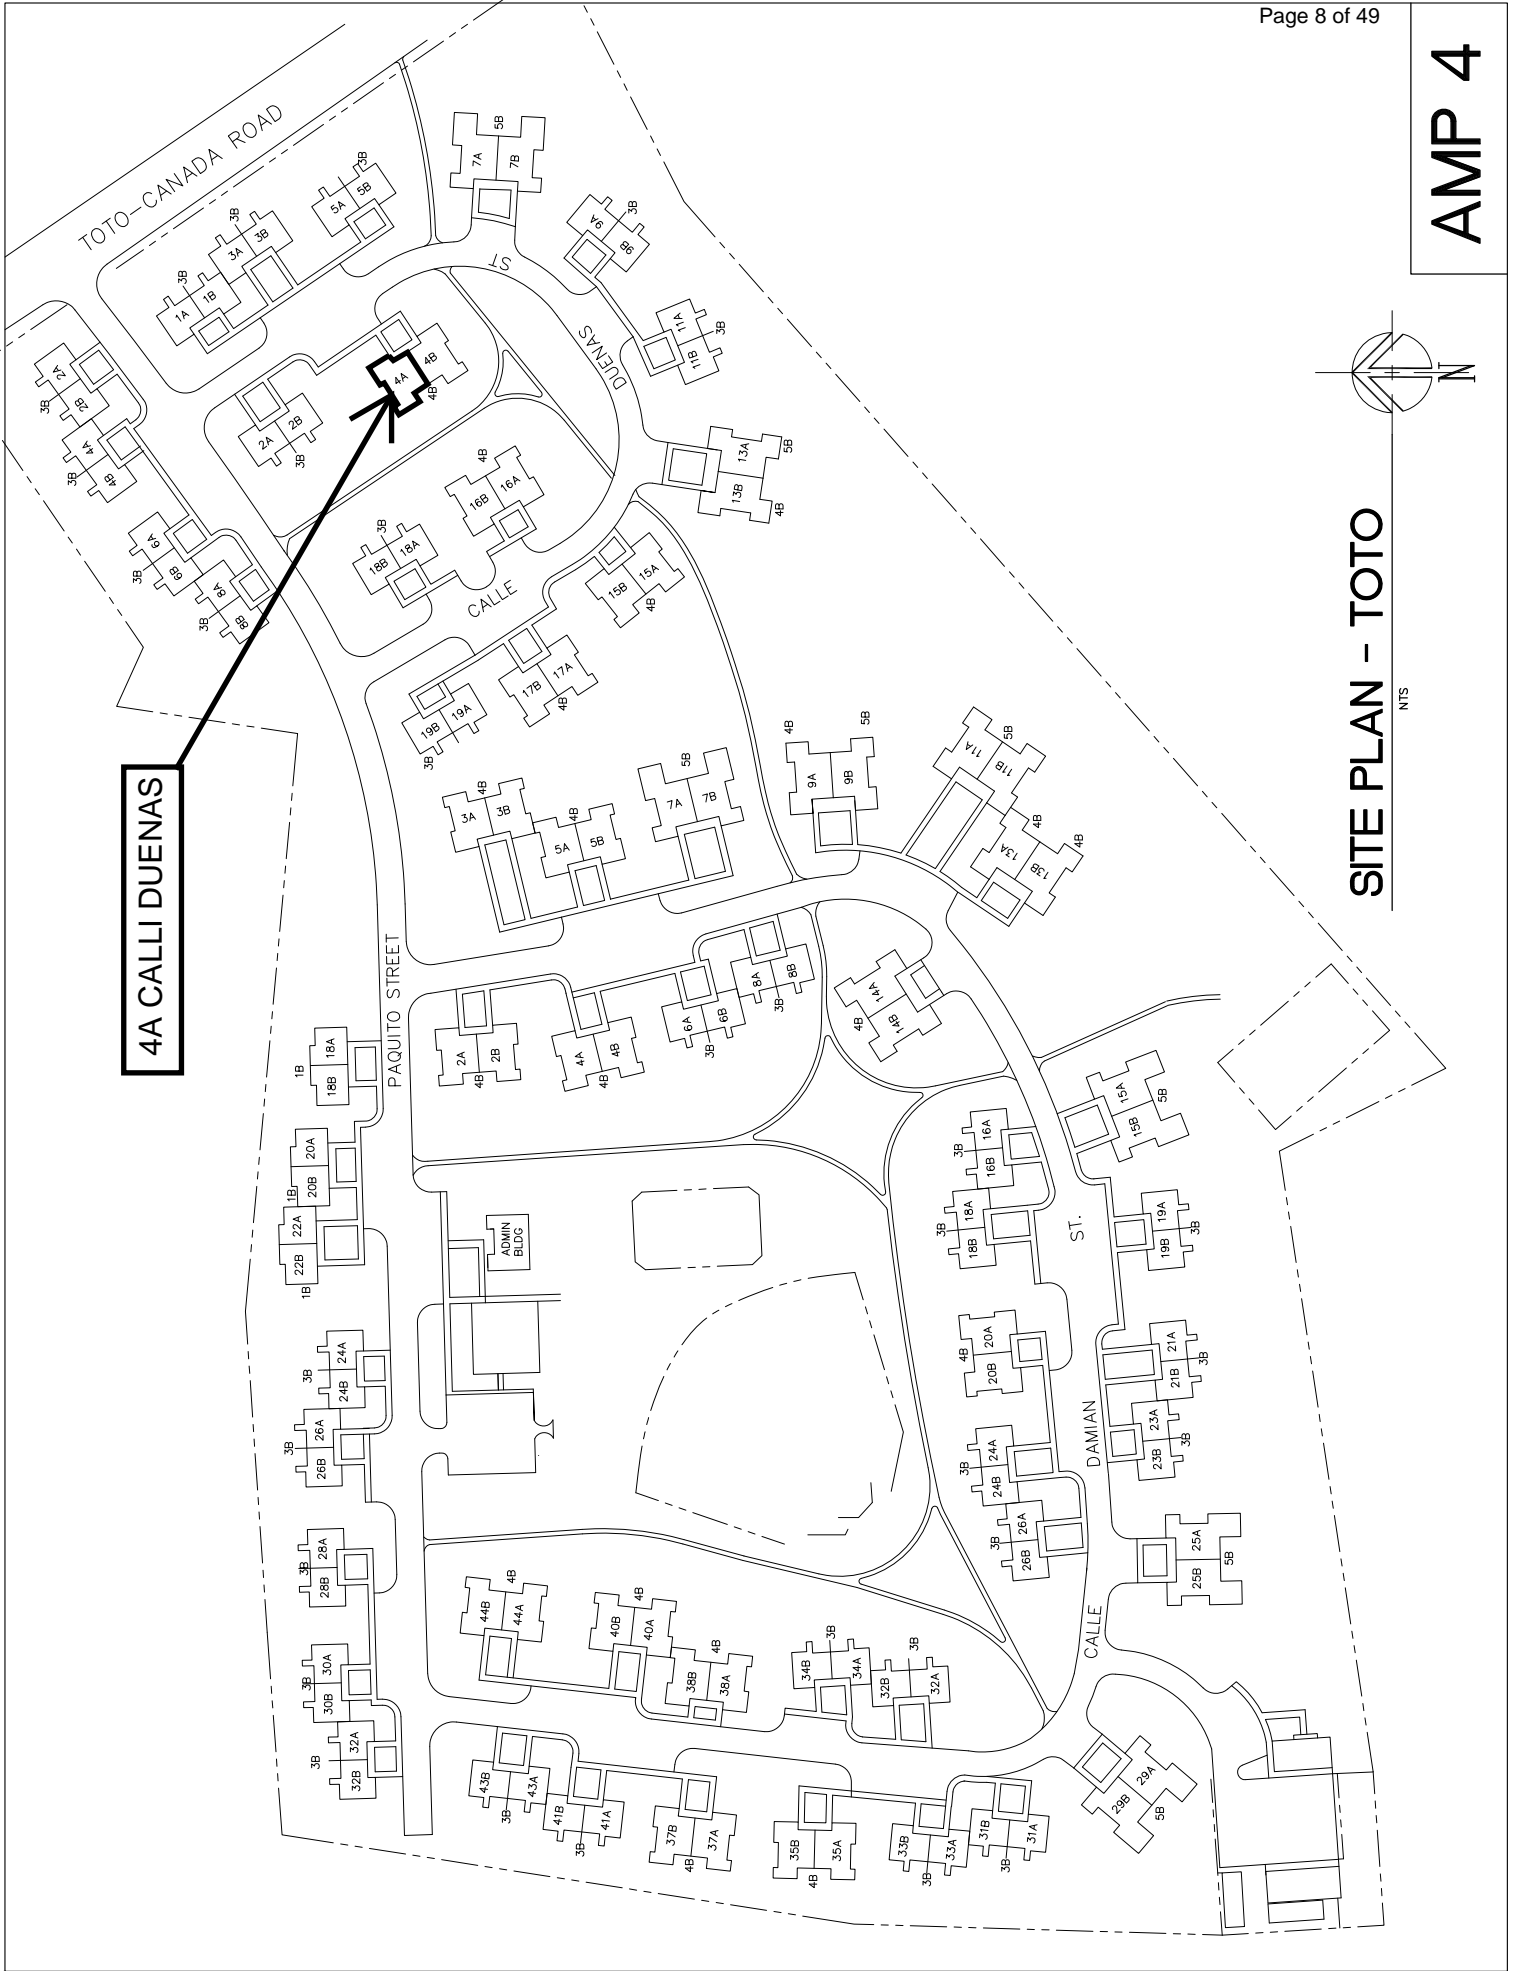 Page 8 of 49
AMP 4
SITE PLAN - TOTO
NTS
N
4A CALLI DUENAS
TOTO-CANADA ROAD
1A
1B
3B
3A
3B
3B
5A
5B
3B
7A
7B
5B
9A
9B
3B
ST
DUENAS
11A
11B
3B
2A
2B
3B
4A
4B
3B
6A
6B
3B
8A
8B
3B
2A
2B
3B
4A
4B
4B
16B
16A
4B
18B
18A
3B
CALLE
13A
13B
5B
4B
15B
15A
4B
17B
17A
4B
19B
19A
3B
3A
3B
4B
5A
5B
4B
7A
7B
5B
9A
9B
4B
5B
11A
11B
5B
13A
13B
4B
4B
PAQUITO STREET
2A
2B
4B
4A
4B
4B
6A
6B
3B
8A
8B
3B
14A
14B
4B
18A
18B
1B
20A
20B
1B
22A
22B
1B
ADMIN
BLDG
16A
16B
3B
18A
18B
3B
15A
15B
5B
ST.
19A
19B
3B
24A
24B
3B
26A
26B
3B
20A
20B
4B
21A
21B
3B
23A
23B
3B
DAMIAN
24A
24B
3B
26A
26B
3B
28A
28B
3B
25A
25B
5B
CALLE
30A
30B
3B
32A
32B
3B
44B
44A
4B
40B
40A
4B
38B
38A
4B
34B
34A
3B
32B
32A
3B
43B
43A
3B
41B
41A
3B
37B
37A
4B
35B
35A
4B
33B
33A
3B
31B
31A
3B
29A
29B
5B